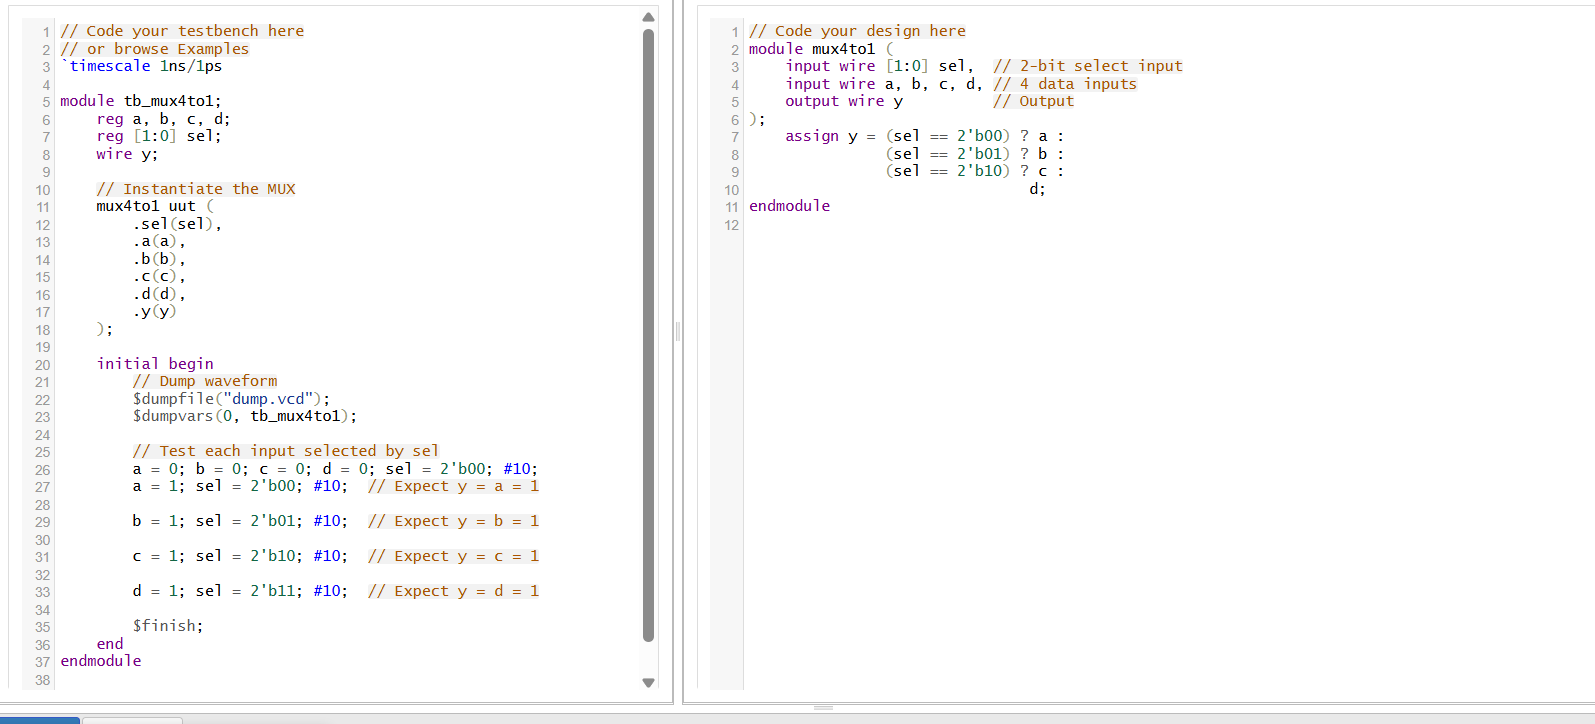 1 // Code your testbench here
2 // or browse Examples
3 `timescale 1ns/1ps
4
5 module tb_mux4to1;
6     reg a, b, c, d;
7     reg [1:0] sel;
8     wire y;
9
10     // Instantiate the MUX
11     mux4to1 uut (
12         .sel(sel),
13         .a(a),
14         .b(b),
15         .c(c),
16         .d(d),
17         .y(y)
18     );
19
20     initial begin
21         // Dump waveform
22         $dumpfile("dump.vcd");
23         $dumpvars(0, tb_mux4to1);
24
25         // Test each input selected by sel
26         a = 0; b = 0; c = 0; d = 0; sel = 2'b00; #10;
27         a = 1; sel = 2'b00; #10;  // Expect y = a = 1
28
29         b = 1; sel = 2'b01; #10;  // Expect y = b = 1
30
31         c = 1; sel = 2'b10; #10;  // Expect y = c = 1
32
33         d = 1; sel = 2'b11; #10;  // Expect y = d = 1
34
35         $finish;
36     end
37 endmodule
38
1 // Code your design here
2 module mux4to1 (
3     input wire [1:0] sel,  // 2-bit select input
4     input wire a, b, c, d, // 4 data inputs
5     output wire y          // Output
6 );
7     assign y = (sel == 2'b00) ? a :
8                (sel == 2'b01) ? b :
9                (sel == 2'b10) ? c :
10                               d;
11 endmodule
12